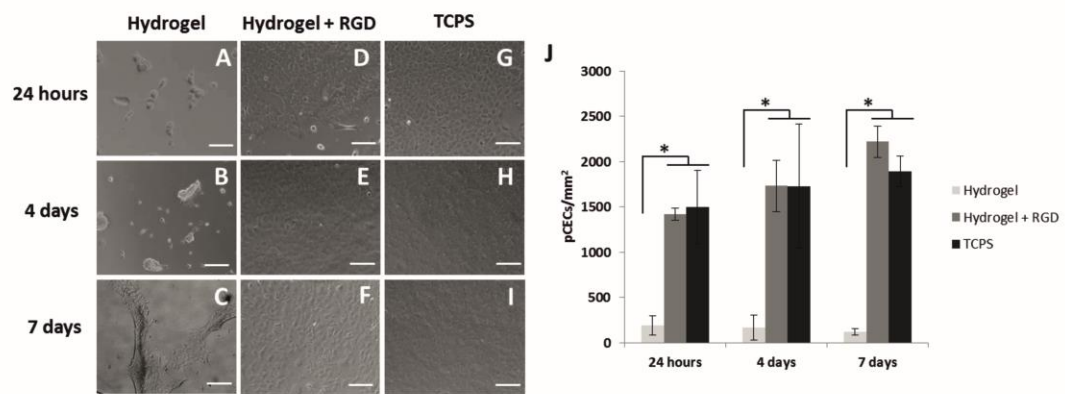 Hydrogel Hydrogel + RGD TCPS
24 hours
A D G
4 days
B E H
7 days
C F I
J
pCECs/mm²
3000
2500
2000
1500
1000
500
0
* * *
24 hours 4 days 7 days
Hydrogel
Hydrogel + RGD
TCPS